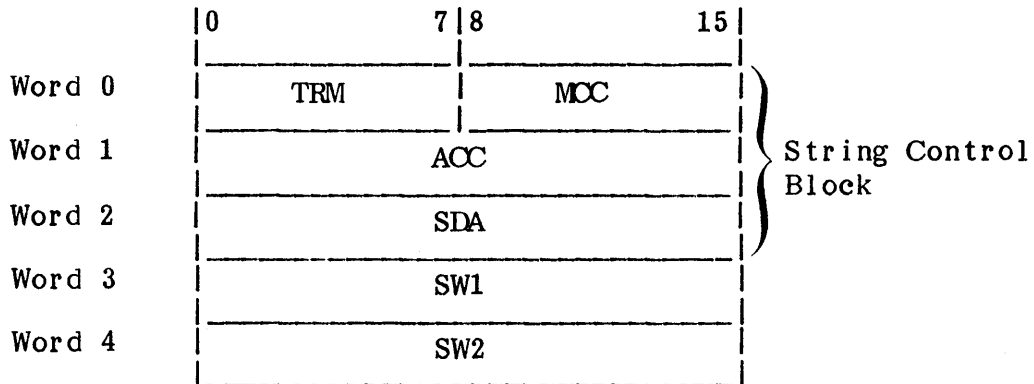 0 7 8 15
Word 0 TRM MCC
Word 1 ACC String Control
Word 2 SDA Block
Word 3 SW1
Word 4 SW2